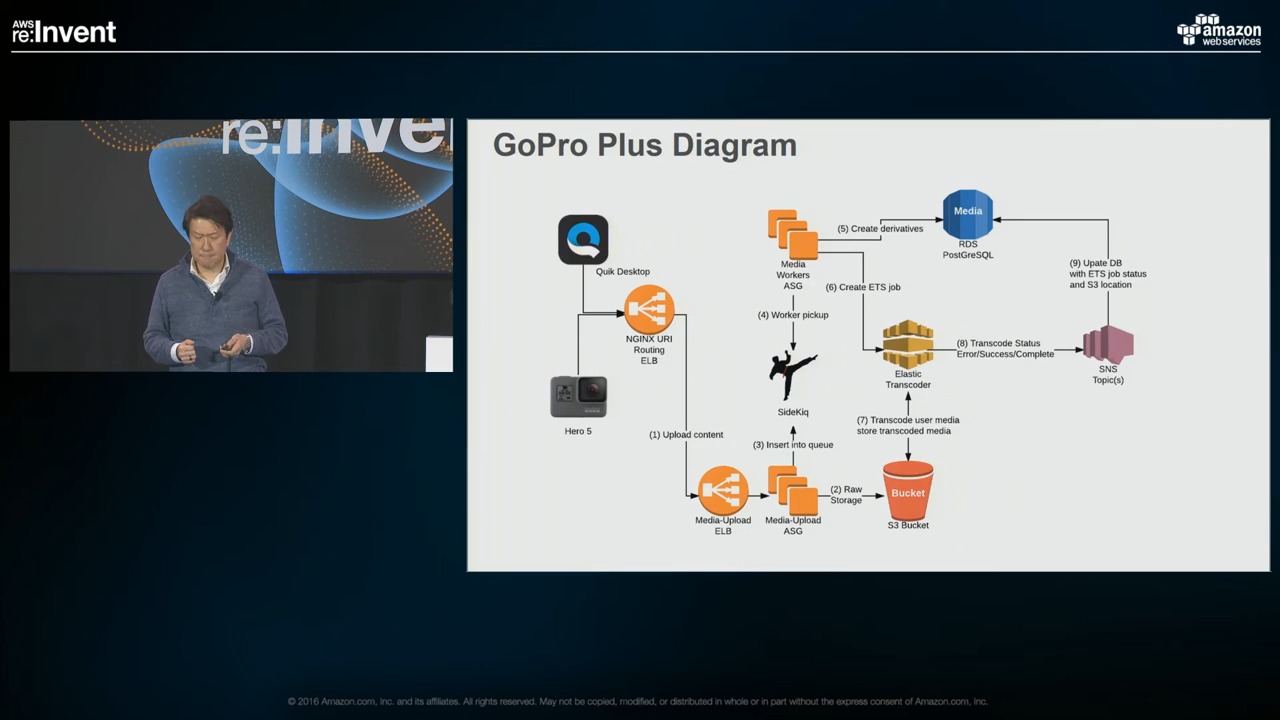 AWS
re:Invent
amazon
web services
re:Inve
GoPro Plus Diagram
Quik Desktop
NGINX URI
Routing
ELB
Hero 5
(1) Upload content
Media-Upload
ELB
Media-Upload
ASG
(2) Raw
Storage
Bucket
S3 Bucket
(3) Insert into queue
SideKiq
(4) Worker pickup
Media
Workers
ASG
(5) Create derivatives
Media
RDS
PostGreSQL
(6) Create ETS job
Elastic
Transcoder
(7) Transcode user media
store transcoded media
(8) Transcode Status
Error/Success/Complete
SNS
Topic(s)
(9) Upate DB
with ETS job status
and S3 location
© 2016 Amazon.com, Inc. and its affiliates. All rights reserved. May not be copied, modified, or distributed in whole or in part without the express consent of Amazon.com, Inc.